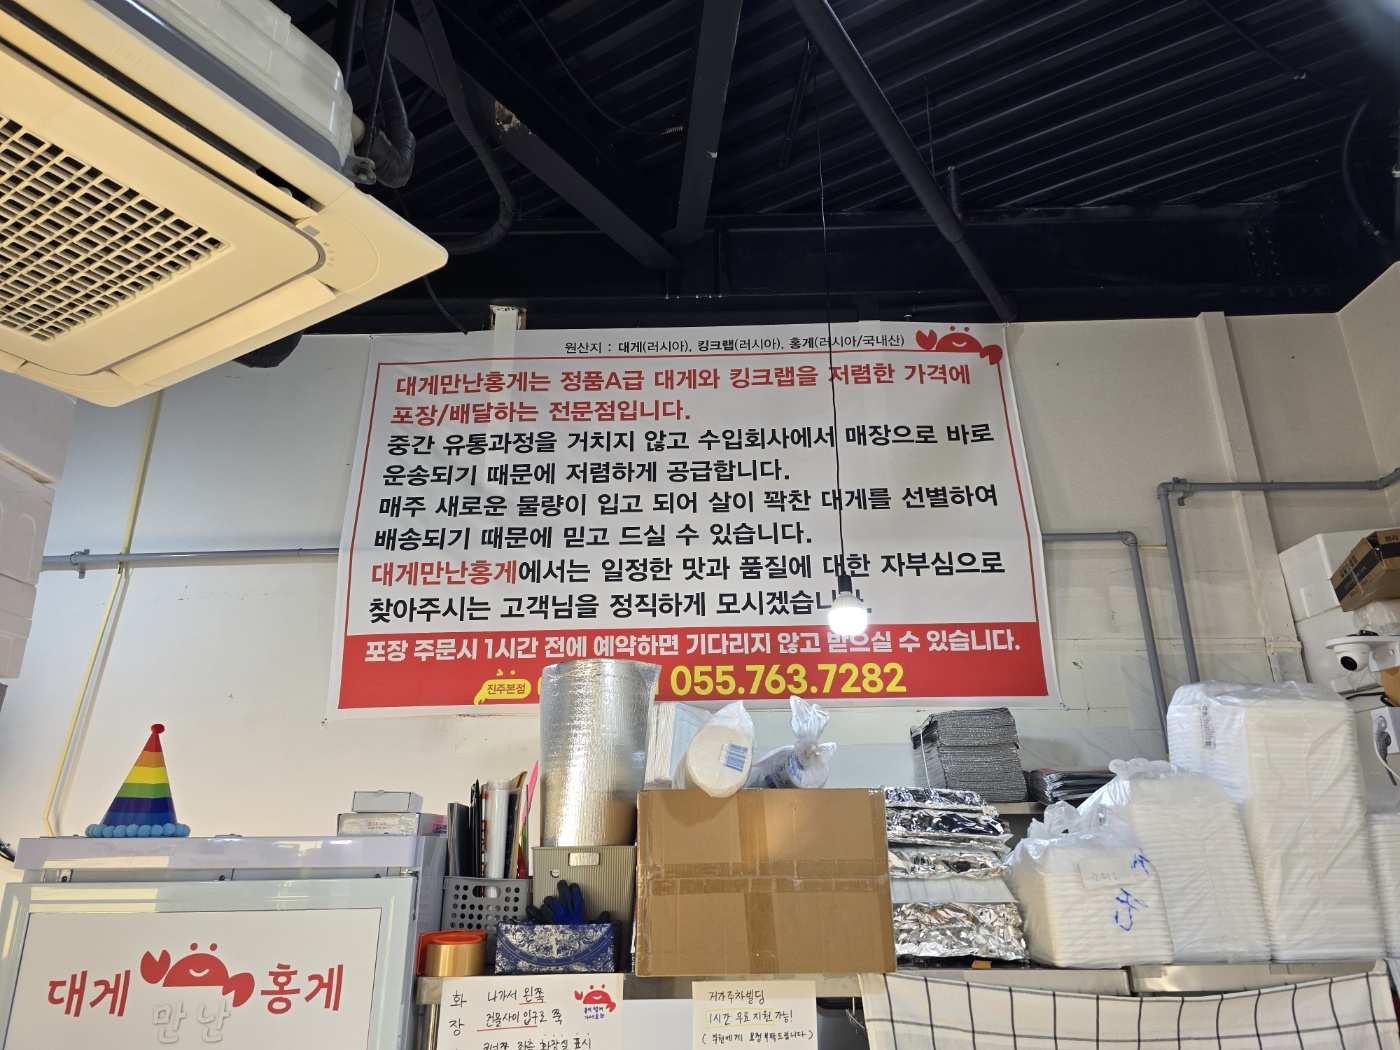 원산지 : 대게(러시아), 킹크랩(러시아), 홍게(러시아/국내산)
대게만난홍게는 정품A급 대게와 킹크랩을 저렴한 가격에
포장/배달하는 전문점입니다.
중간 유통과정을 거치지 않고 수입회사에서 매장으로 바로
운송되기 때문에 저렴하게 공급합니다.
매주 새로운 물량이 입고 되어 살이 꽉찬 대게를 선별하여
배송되기 때문에 믿고 드실 수 있습니다.
대게만난홍게에서는 일정한 맛과 품질에 대한 자부심으로
찾아주시는 고객님을 정직하게 모시겠습니다.
포장 주문시 1시간 전에 예약하면 기다리지 않고 받으실 수 있습니다.
진주본점
055.763.7282
대게만난홍게
화장
나가서 왼쪽
건물사이 입구로 쭉
화장실 표시
주차빌딩
1시간 무료 지원 가능!